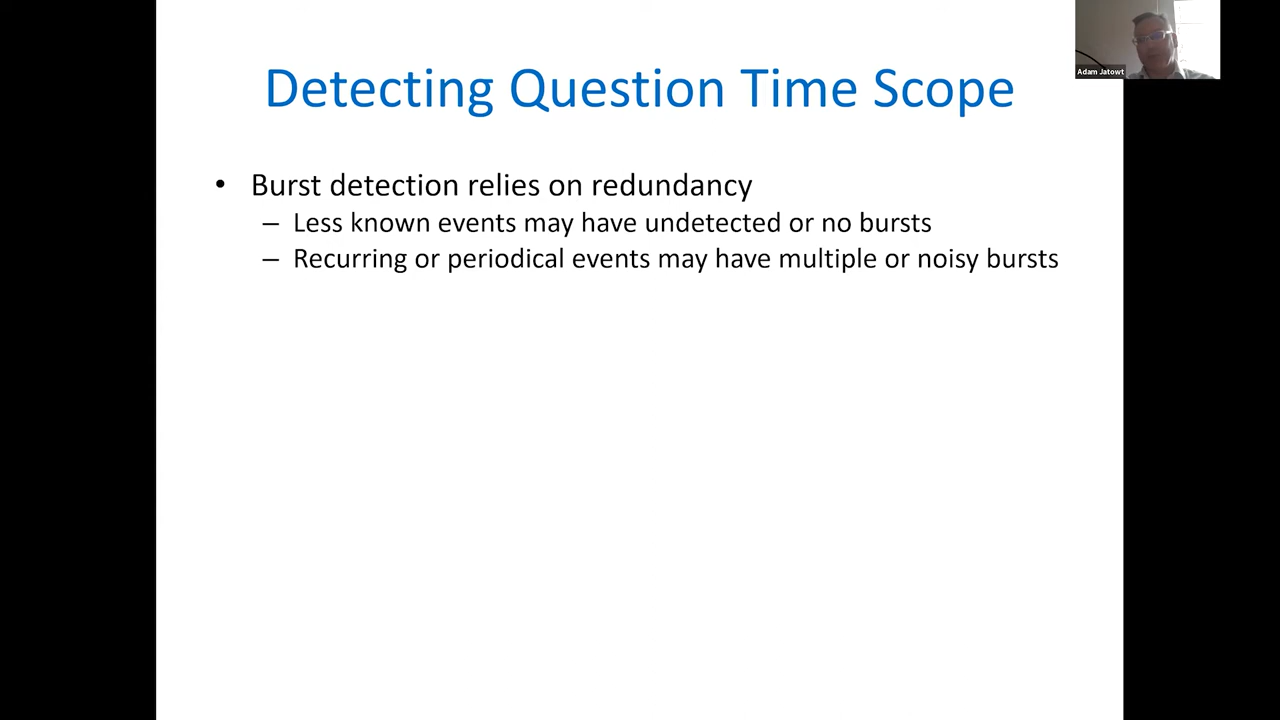 Detecting Question Time Scope
Adam Jatowt
• Burst detection relies on redundancy
– Less known events may have undetected or no bursts
– Recurring or periodical events may have multiple or noisy bursts